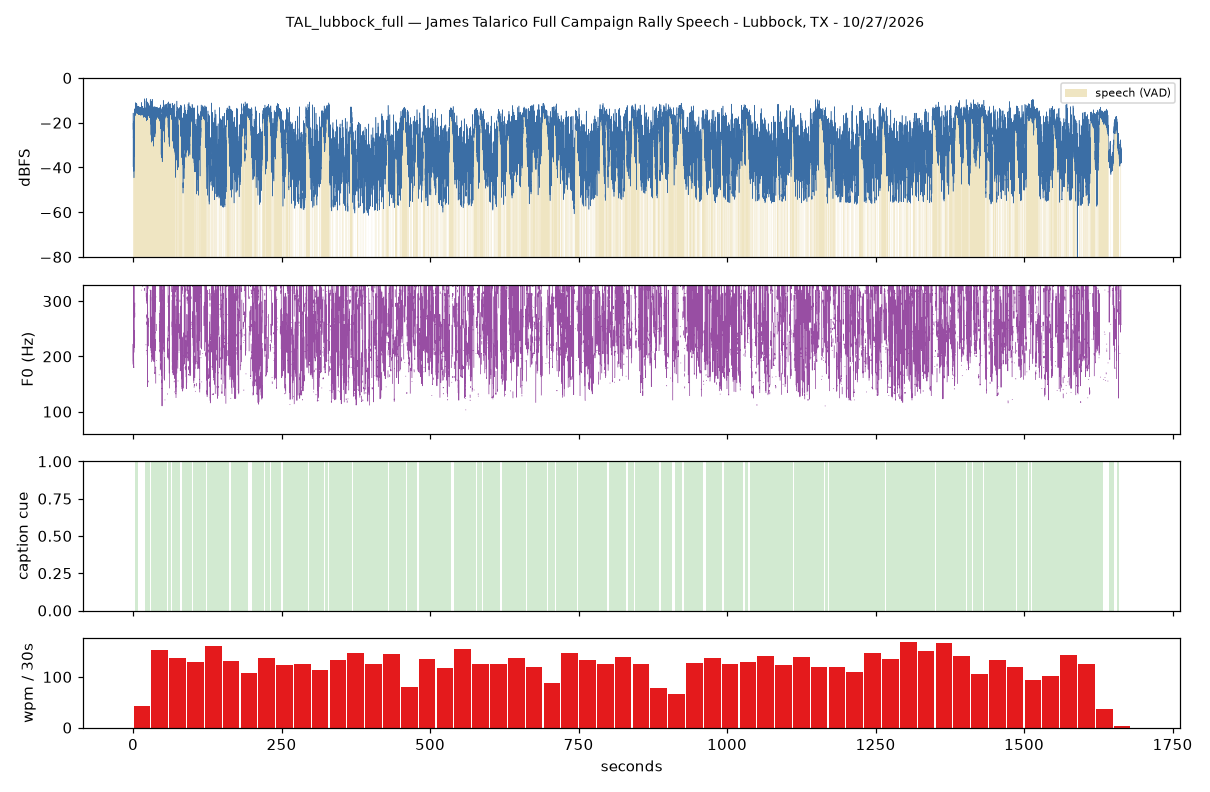 TAL_lubbock_full — James Talarico Full Campaign Rally Speech - Lubbock, TX - 10/27/2026
0
−20
−40
−60
−80
dBFS
speech (VAD)
300
200
100
F0 (Hz)
1.00
0.75
0.50
0.25
0.00
caption cue
100
0
wpm / 30s
0 250 500 750 1000 1250 1500 1750
seconds